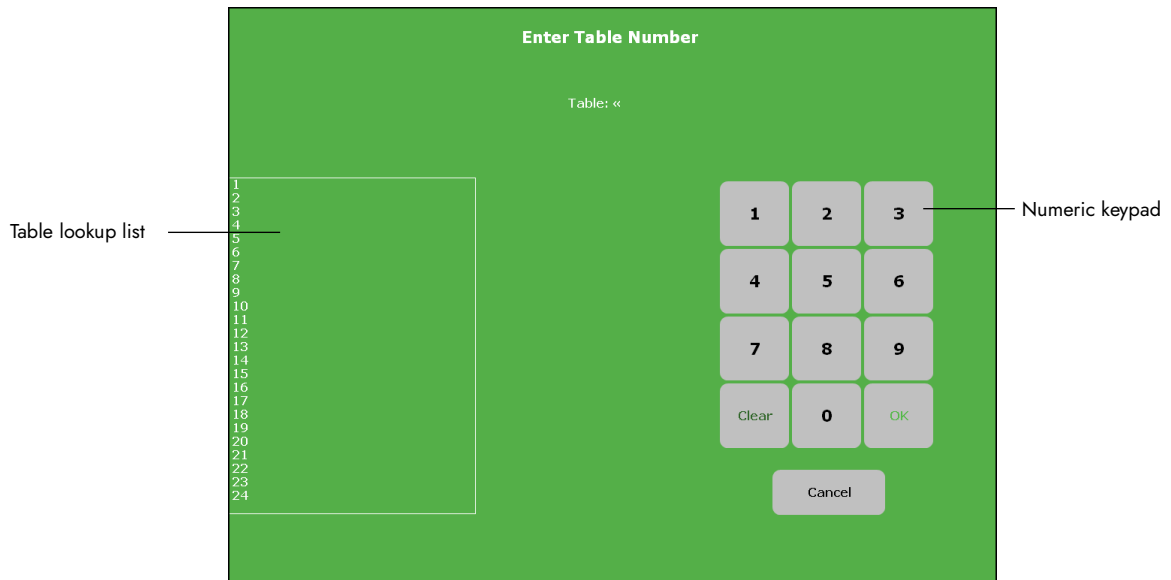 Enter Table Number
Table: «
Table lookup list
1
2
3
4
5
6
7
8
9
10
11
12
13
14
15
16
17
18
19
20
21
22
23
24
1 2 3
4 5 6
7 8 9
Clear 0 OK
Cancel
Numeric keypad